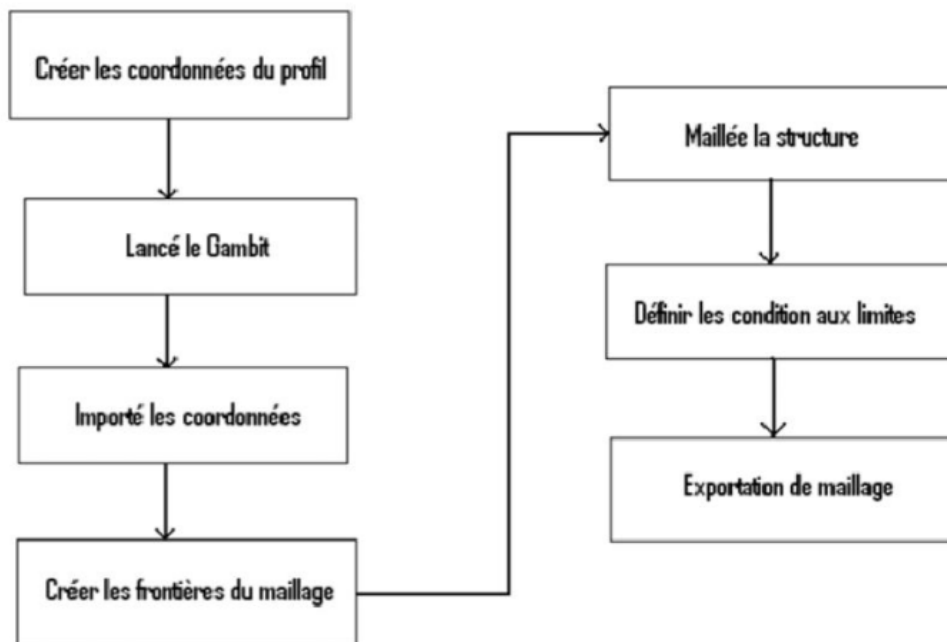 Créer les coordonnées du profil
Lancé le Gambit
Importé les coordonnées
Créer les frontières du maillage
Maillée la structure
Définir les condition aux limites
Exportation de maillage